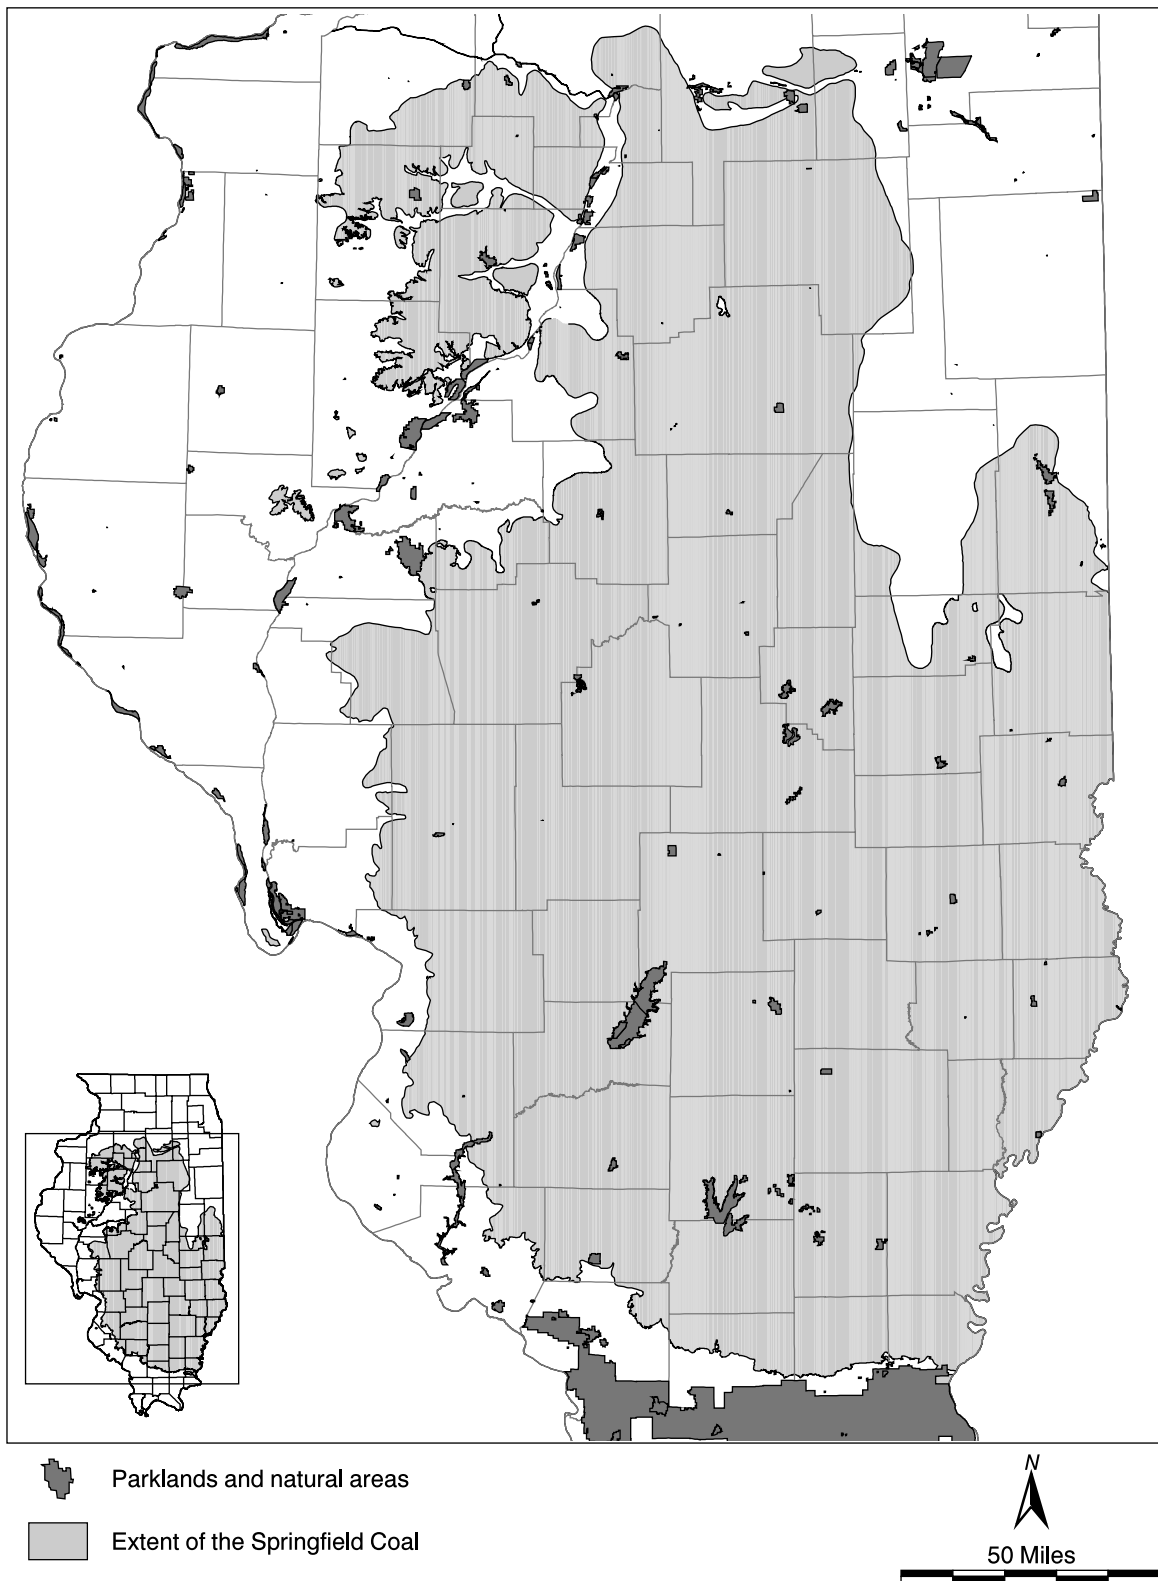 Parklands and natural areas
Extent of the Springfield Coal
N
50 Miles